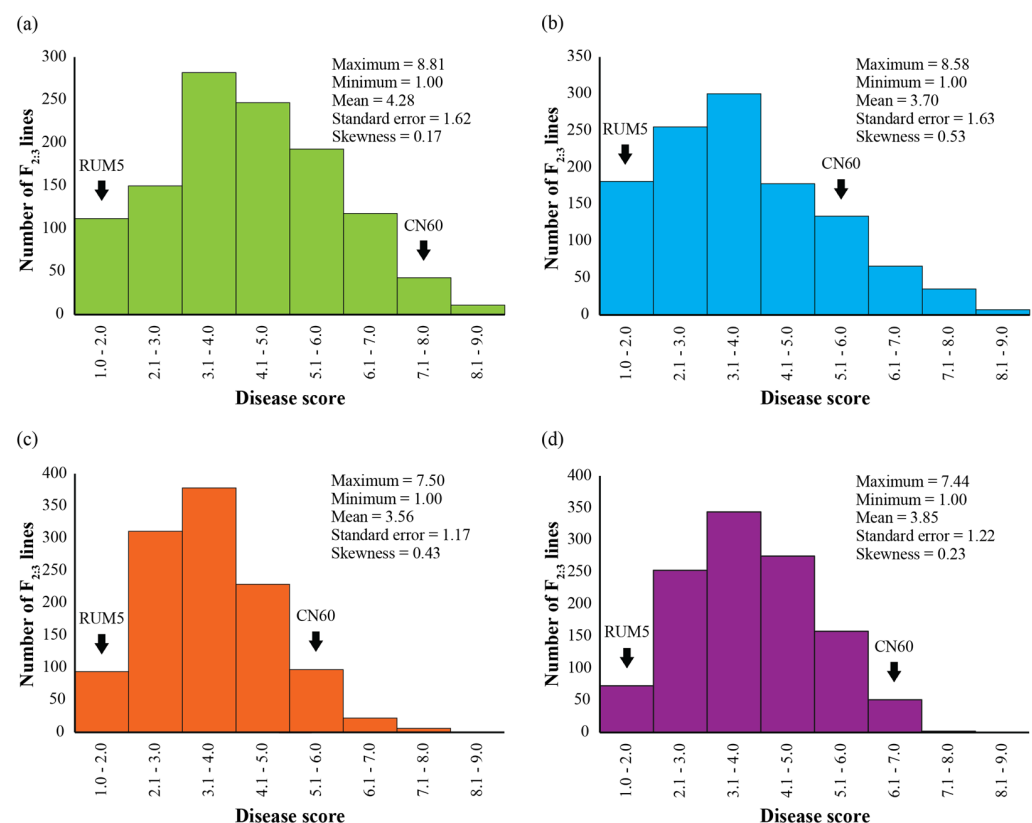 (a)
Number of F2:3 lines
300
250
200
150
100
50
0
Maximum = 8.81
Minimum = 1.00
Mean = 4.28
Standard error = 1.62
Skewness = 0.17
RUM5
CN60
1.0 - 2.0
2.1 - 3.0
3.1 - 4.0
4.1 - 5.0
5.1 - 6.0
6.1 - 7.0
7.1 - 8.0
8.1 - 9.0
Disease score
(b)
Number of F2:3 lines
350
300
250
200
150
100
50
0
Maximum = 8.58
Minimum = 1.00
Mean = 3.70
Standard error = 1.63
Skewness = 0.53
RUM5
CN60
1.0 - 2.0
2.1 - 3.0
3.1 - 4.0
4.1 - 5.0
5.1 - 6.0
6.1 - 7.0
7.1 - 8.0
8.1 - 9.0
Disease score
(c)
Number of F2:3 lines
400
350
300
250
200
150
100
50
0
Maximum = 7.50
Minimum = 1.00
Mean = 3.56
Standard error = 1.17
Skewness = 0.43
RUM5
CN60
1.0 - 2.0
2.1 - 3.0
3.1 - 4.0
4.1 - 5.0
5.1 - 6.0
6.1 - 7.0
7.1 - 8.0
8.1 - 9.0
Disease score
(d)
Number of F2:3 lines
400
350
300
250
200
150
100
50
0
Maximum = 7.44
Minimum = 1.00
Mean = 3.85
Standard error = 1.22
Skewness = 0.23
RUM5
CN60
1.0 - 2.0
2.1 - 3.0
3.1 - 4.0
4.1 - 5.0
5.1 - 6.0
6.1 - 7.0
7.1 - 8.0
8.1 - 9.0
Disease score